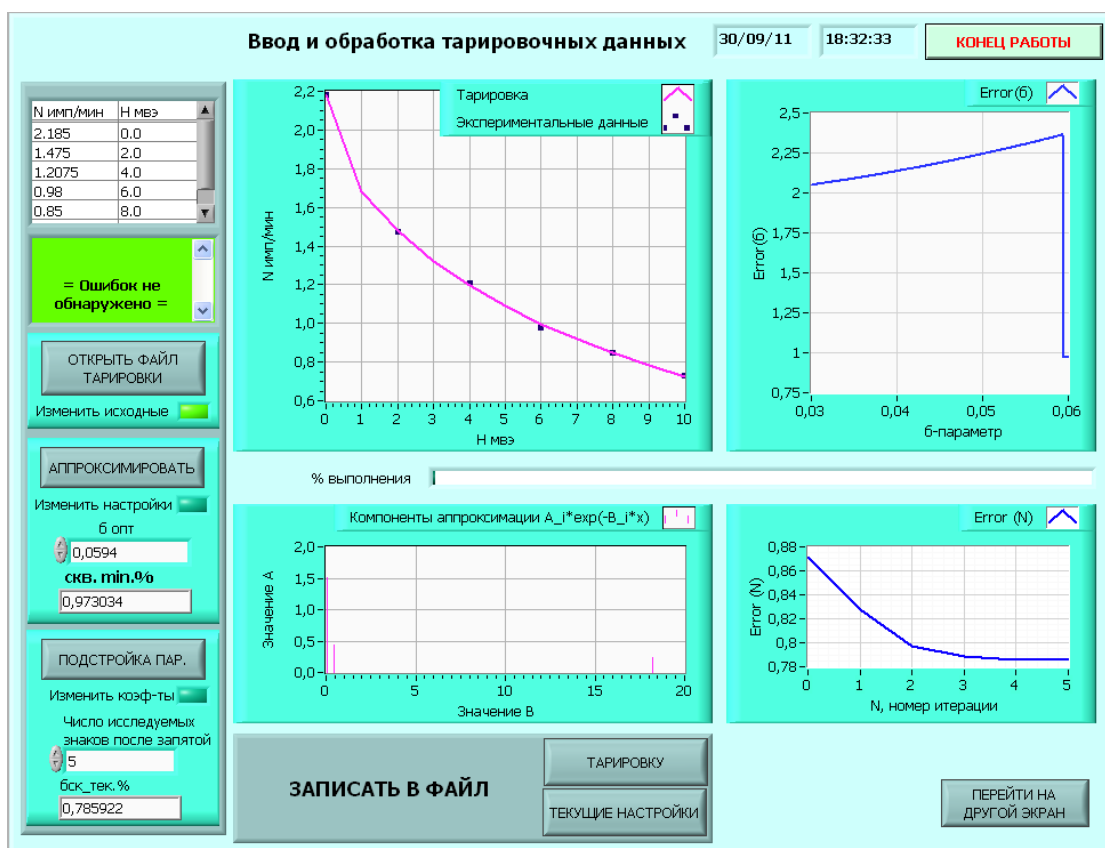 Ввод и обработка тарировочных данных
30/09/11
18:32:33
КОНЕЦ РАБОТЫ
N имп/мин Н мвэ
2.185 0.0
1.475 2.0
1.2075 4.0
0.98 6.0
0.85 8.0
= Ошибок не
обнаружено =
ОТКРЫТЬ ФАЙЛ
ТАРИРОВКИ
Изменить исходные
АППРОКСИМИРОВАТЬ
Изменить настройки
б опт
0,0594
скв. min.%
0,973034
ПОДСТРОЙКА ПАР.
Изменить коэф-ты
Число исследуемых
знаков после запятой
5
бск_тек.%
0,785922
Тарировка
Экспериментальные данные
N имп/мин
2,2
2,0
1,8
1,6
1,4
1,2
1,0
0,8
0,6
0 1 2 3 4 5 6 7 8 9 10
Н мвэ
Error(б)
Error(б)
2,5
2,25
2
1,75
1,5
1,25
1
0,75
0,03 0,04 0,05 0,06
б-параметр
% выполнения
Компоненты аппроксимации A_i*exp(-B_i*x)
Значение А
2,0
1,5
1,0
0,5
0,0
0 5 10 15 20
Значение В
Error (N)
Error (N)
0,88
0,86
0,84
0,82
0,8
0,78
0 1 2 3 4 5
N, номер итерации
ЗАПИСАТЬ В ФАЙЛ
ТАРИРОВКУ
ТЕКУЩИЕ НАСТРОЙКИ
ПЕРЕЙТИ НА
ДРУГОЙ ЭКРАН